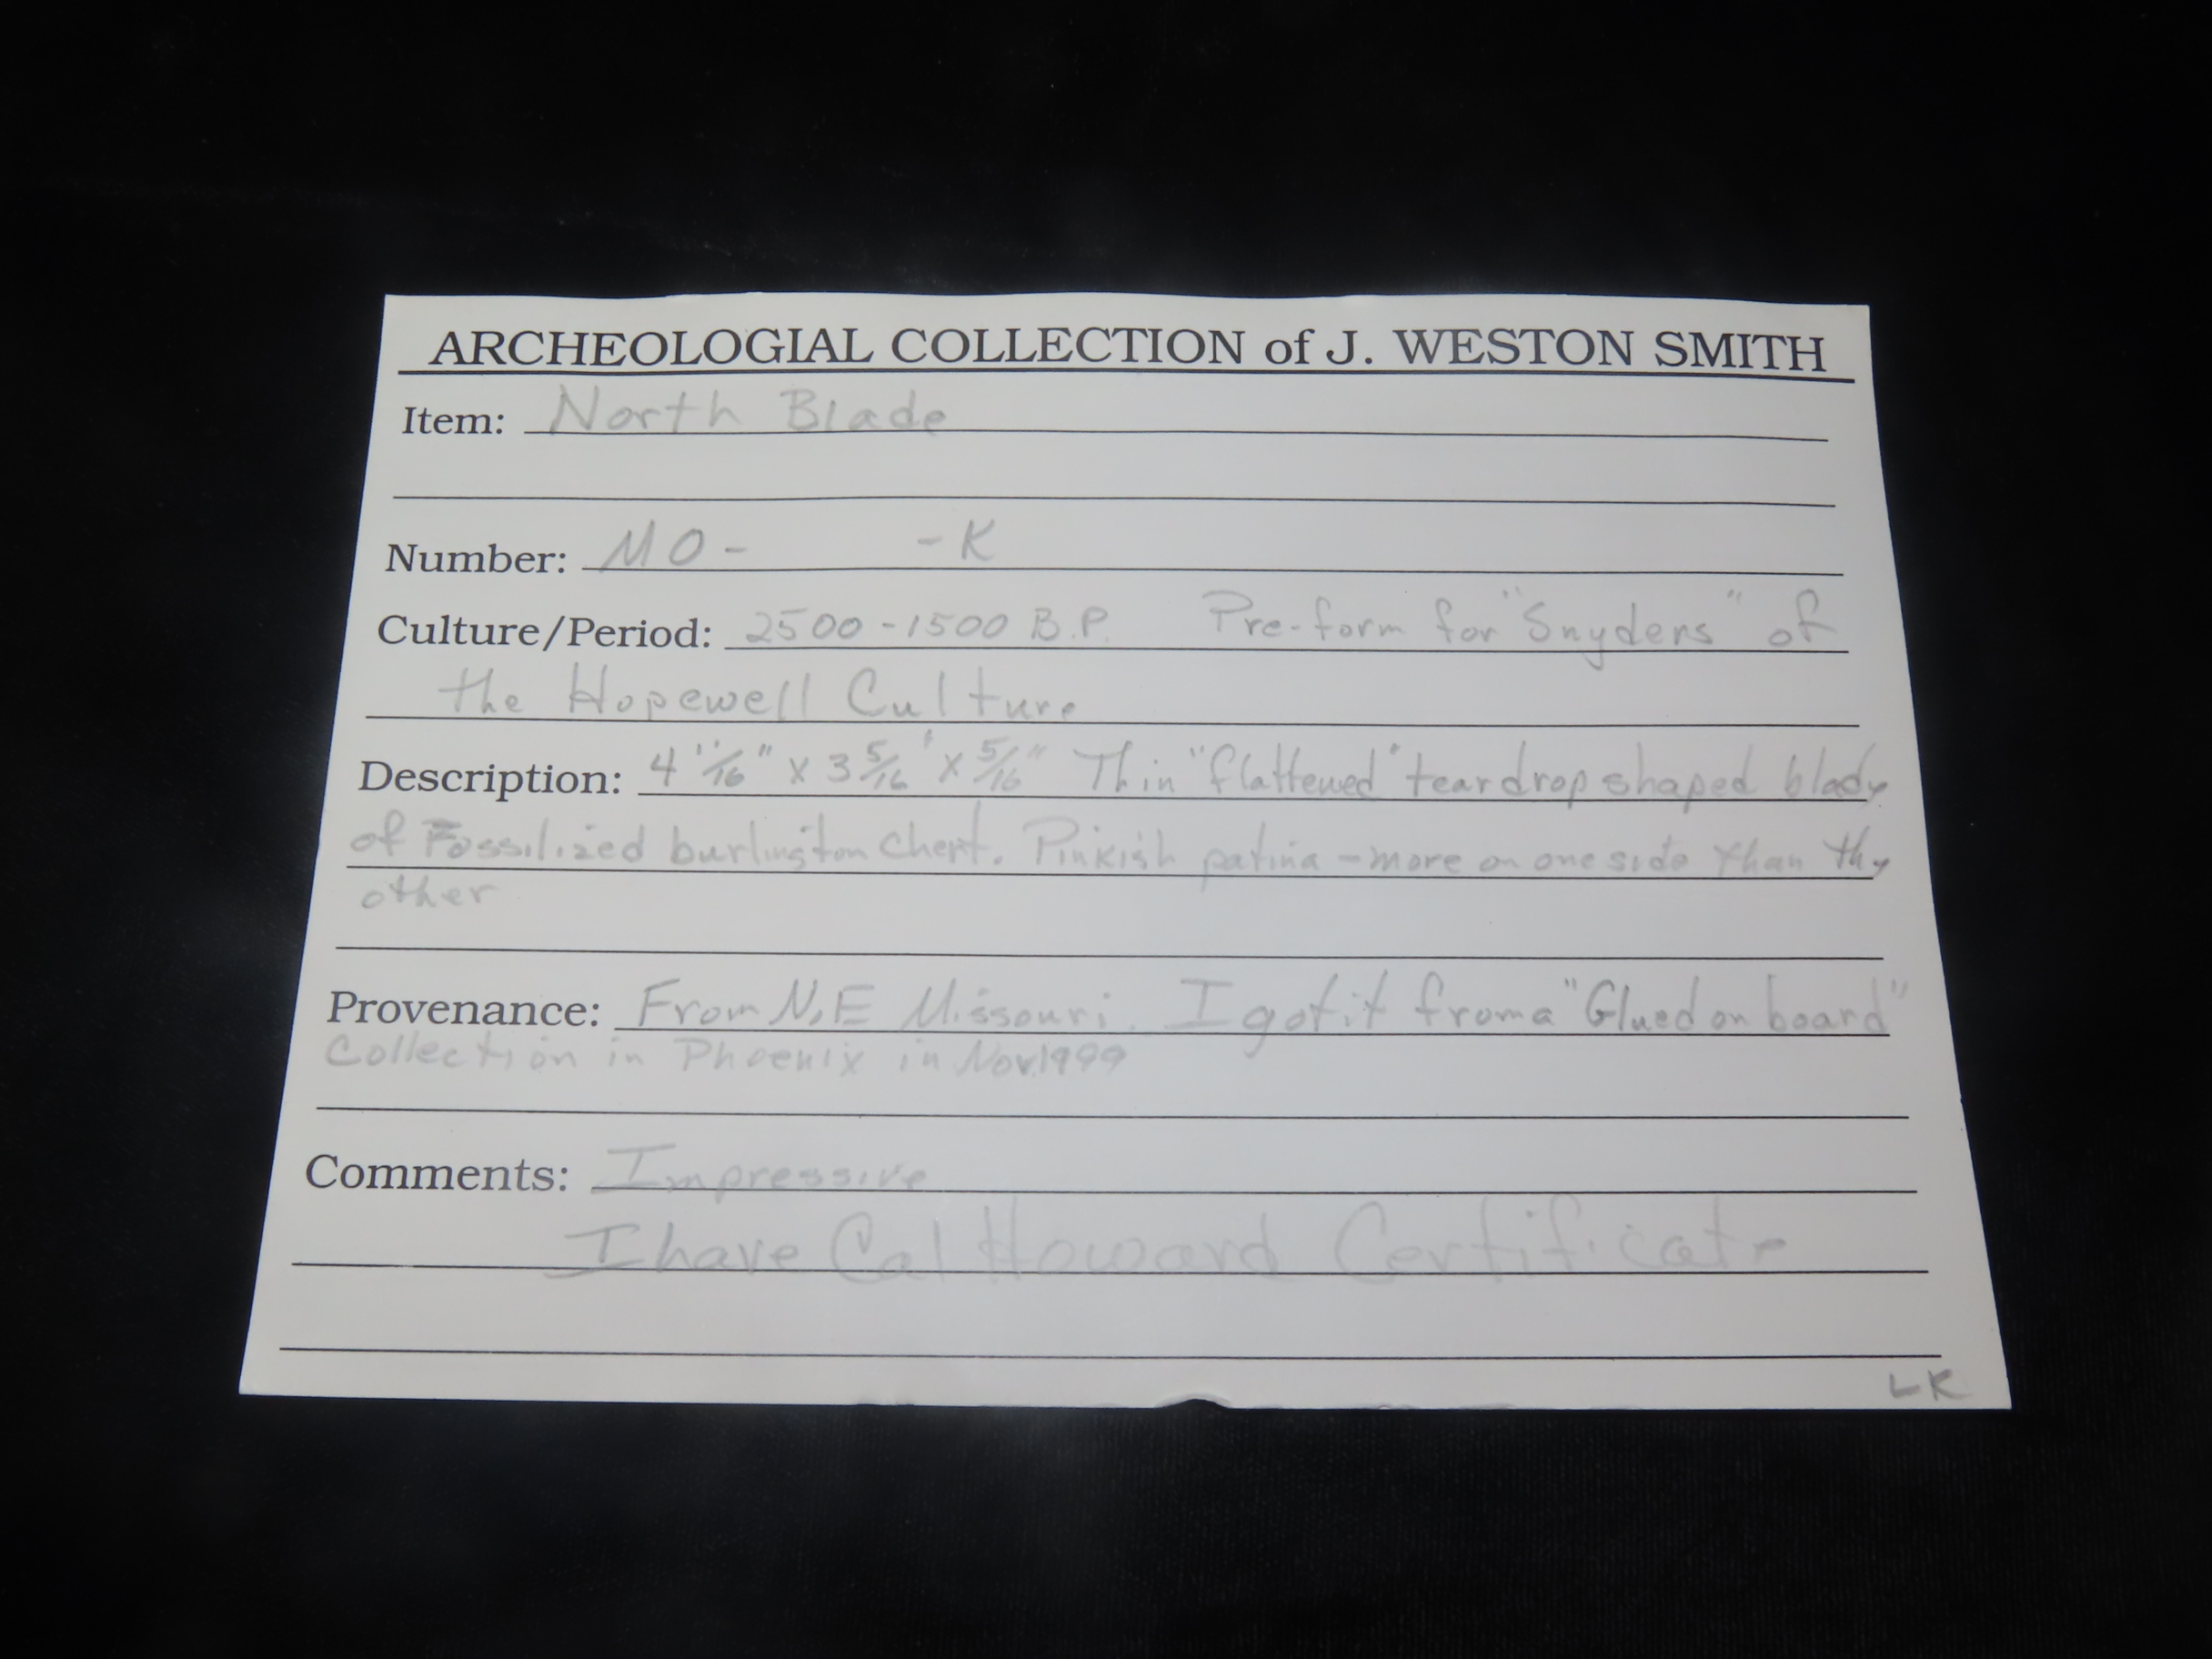 ARCHEOLOGIAL COLLECTION of J. WESTON SMITH
Item: North Blade
Number: MO- -K
Culture/Period: 2500-1500 B.P. Pre-form for "Snyders" of
the Hopewell Culture
Description: 4 11/16" x 3 5/16' x 5/16" Thin "flattened" teardrop shaped blade
of Fossilized burlington chert. Pinkish patina - more on one side than the
other
Provenance: From N.E Missouri. I got it from a "Glued on board"
Collection in Phoenix in Nov. 1999
Comments: Impressive
I have Cal Howard Certificate
LK